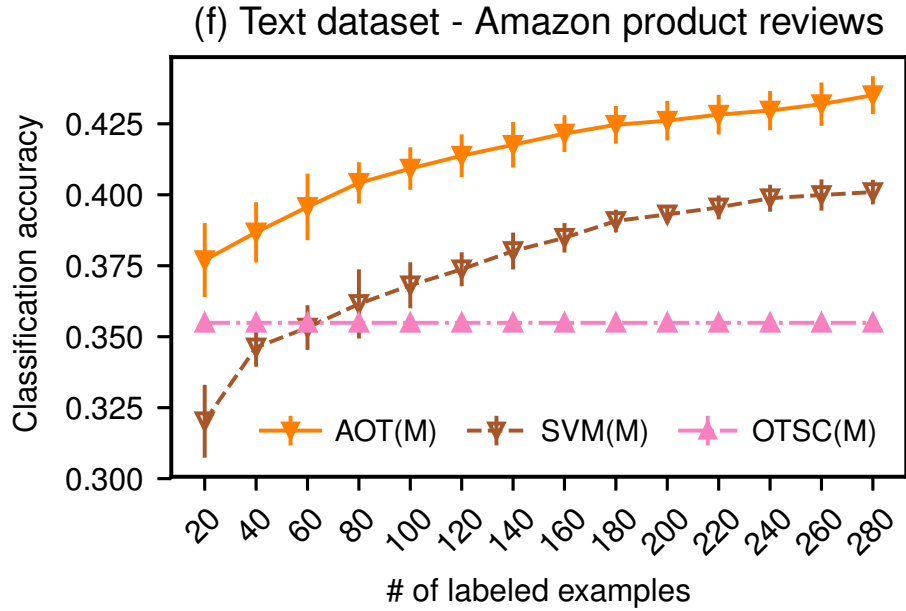 (f) Text dataset - Amazon product reviews
Classification accuracy
0.425
0.400
0.375
0.350
0.325
0.300
AOT(M) SVM(M) OTSC(M)
20 40 60 80 100 120 140 160 180 200 220 240 260 280
# of labeled examples